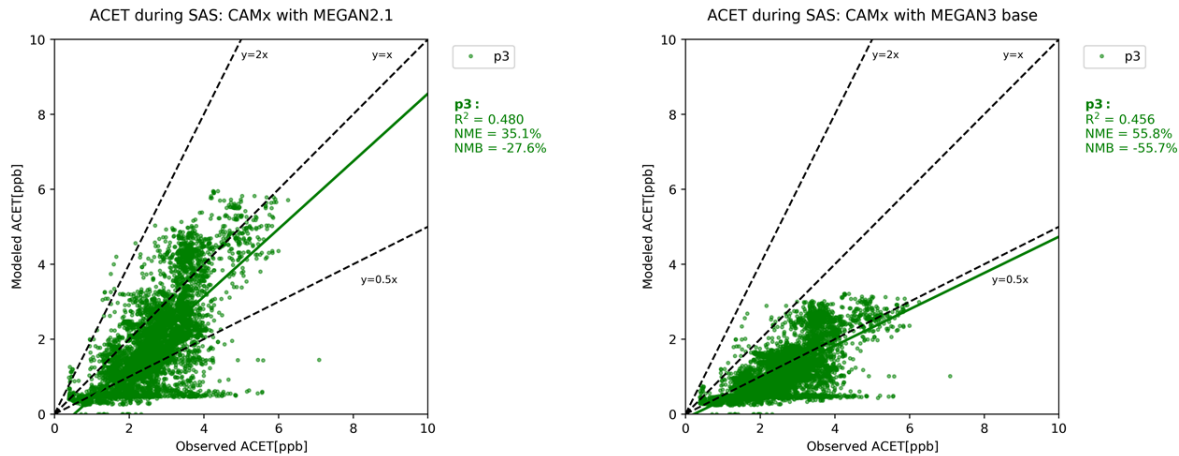 ACET during SAS: CAMx with MEGAN2.1
10
8
6
4
2
0
0 2 4 6 8 10
Modeled ACET[ppb]
Observed ACET[ppb]
y=2x
y=x
y=0.5x
p3
p3:
R² = 0.480
NME = 35.1%
NMB = -27.6%
ACET during SAS: CAMx with MEGAN3 base
10
8
6
4
2
0
0 2 4 6 8 10
Modeled ACET[ppb]
Observed ACET[ppb]
y=2x
y=x
y=0.5x
p3
p3:
R² = 0.456
NME = 55.8%
NMB = -55.7%